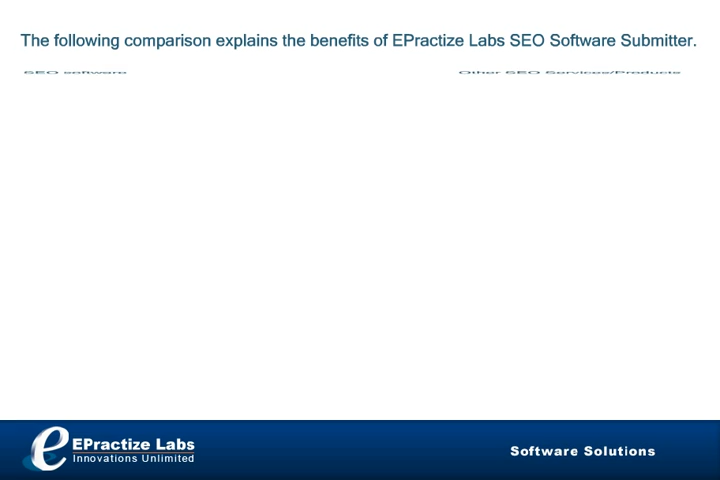 The following comparison explains the benefits of EPractize Labs SEO Software Submitter.
SEO software
Other SEO Services/Products
EPractize Labs
Innovations Unlimited
Software Solutions